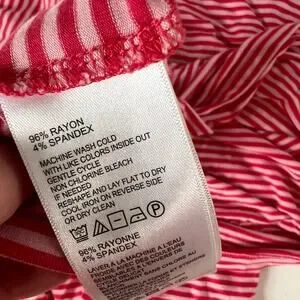 96% RAYON
4% SPANDEX
MACHINE WASH COLD
WITH LIKE COLORS INSIDE OUT
GENTLE CYCLE
NON CHLORINE BLEACH
IF NEEDED
RESHAPE AND LAY FLAT TO DRY
COOL IRON ON REVERSE SIDE
OR DRY CLEAN
96% RAYONNE
4% SPANDEX
LAVER À LA MACHINE À L'EAU